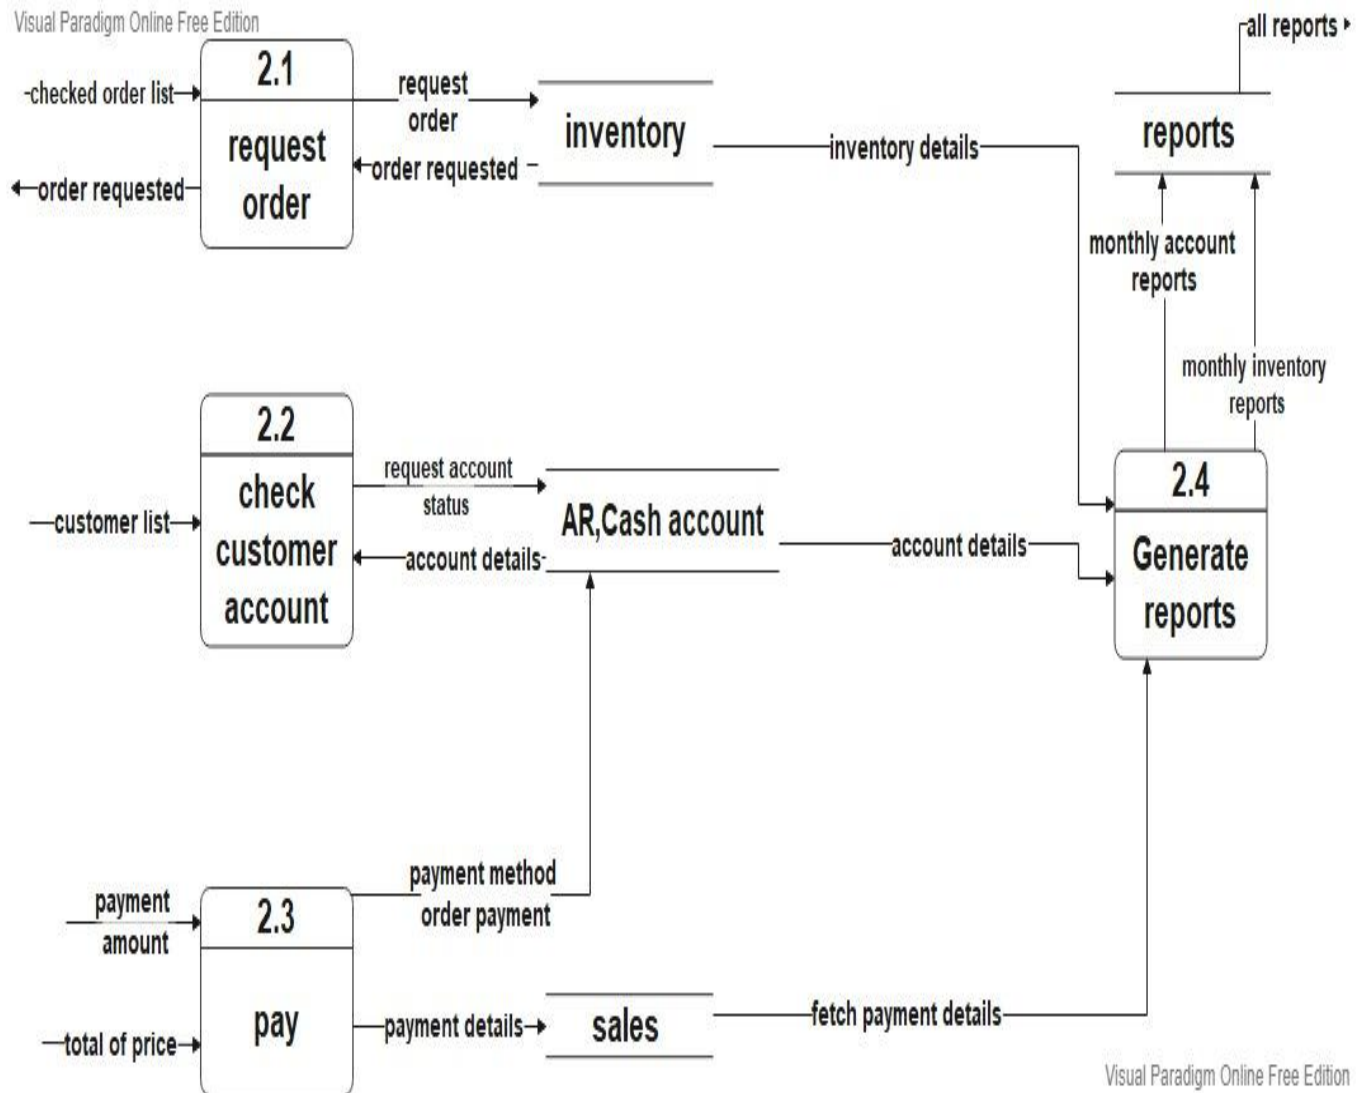 Visual Paradigm Online Free Edition
all reports
checked order list
2.1
request
order
request
order
order requested
order requested
inventory
inventory details
reports
monthly account
reports
monthly inventory
reports
2.2
check
customer
account
customer list
request account
status
account details
AR,Cash account
account details
2.4
Generate
reports
payment
amount
2.3
pay
total of price
payment method
order payment
payment details
sales
fetch payment details
Visual Paradigm Online Free Edition